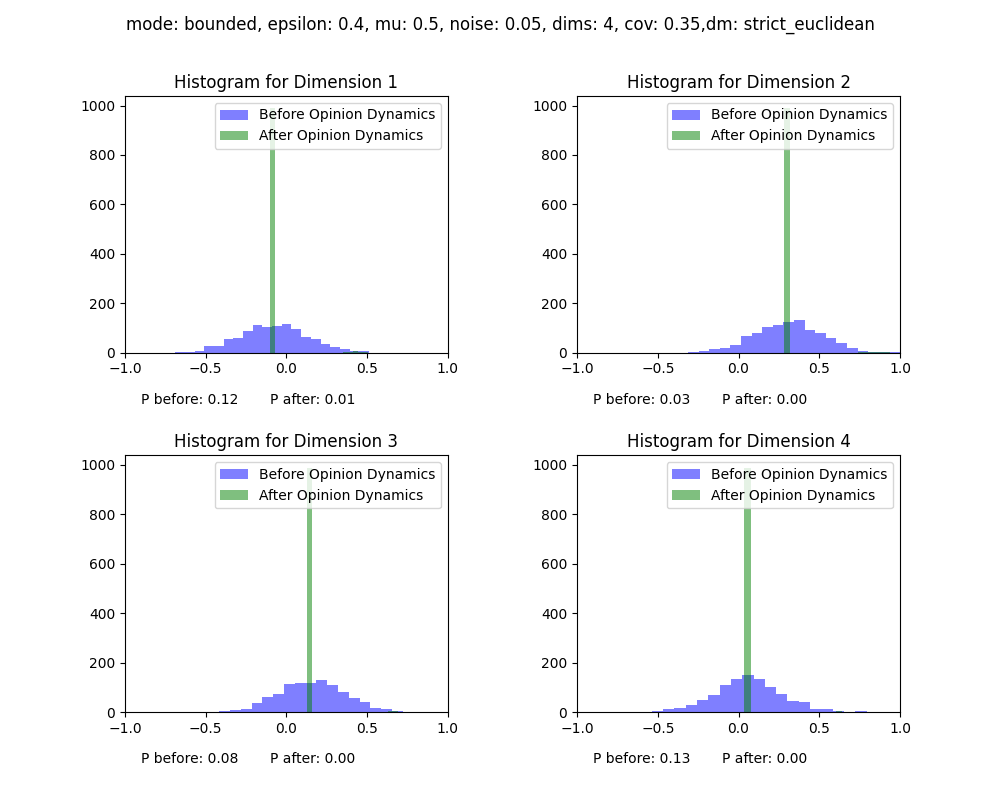 mode: bounded, epsilon: 0.4, mu: 0.5, noise: 0.05, dims: 4, cov: 0.35,dm: strict_euclidean
Histogram for Dimension 1
Before Opinion Dynamics
After Opinion Dynamics
1000
800
600
400
200
0
−1.0 −0.5 0.0 0.5 1.0
P before: 0.12 P after: 0.01
Histogram for Dimension 2
Before Opinion Dynamics
After Opinion Dynamics
1000
800
600
400
200
0
−1.0 −0.5 0.0 0.5 1.0
P before: 0.03 P after: 0.00
Histogram for Dimension 3
Before Opinion Dynamics
After Opinion Dynamics
1000
800
600
400
200
0
−1.0 −0.5 0.0 0.5 1.0
P before: 0.08 P after: 0.00
Histogram for Dimension 4
Before Opinion Dynamics
After Opinion Dynamics
1000
800
600
400
200
0
−1.0 −0.5 0.0 0.5 1.0
P before: 0.13 P after: 0.00